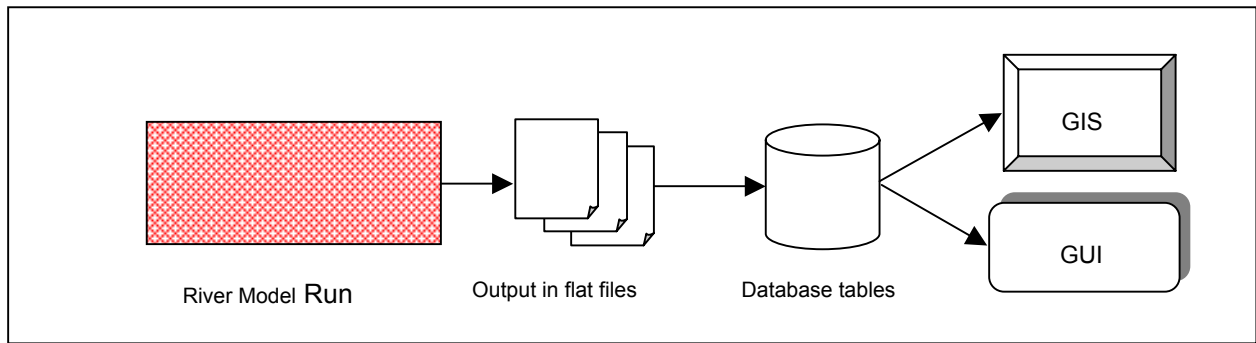 GIS
GUI
River Model Run
Output in flat files
Database tables